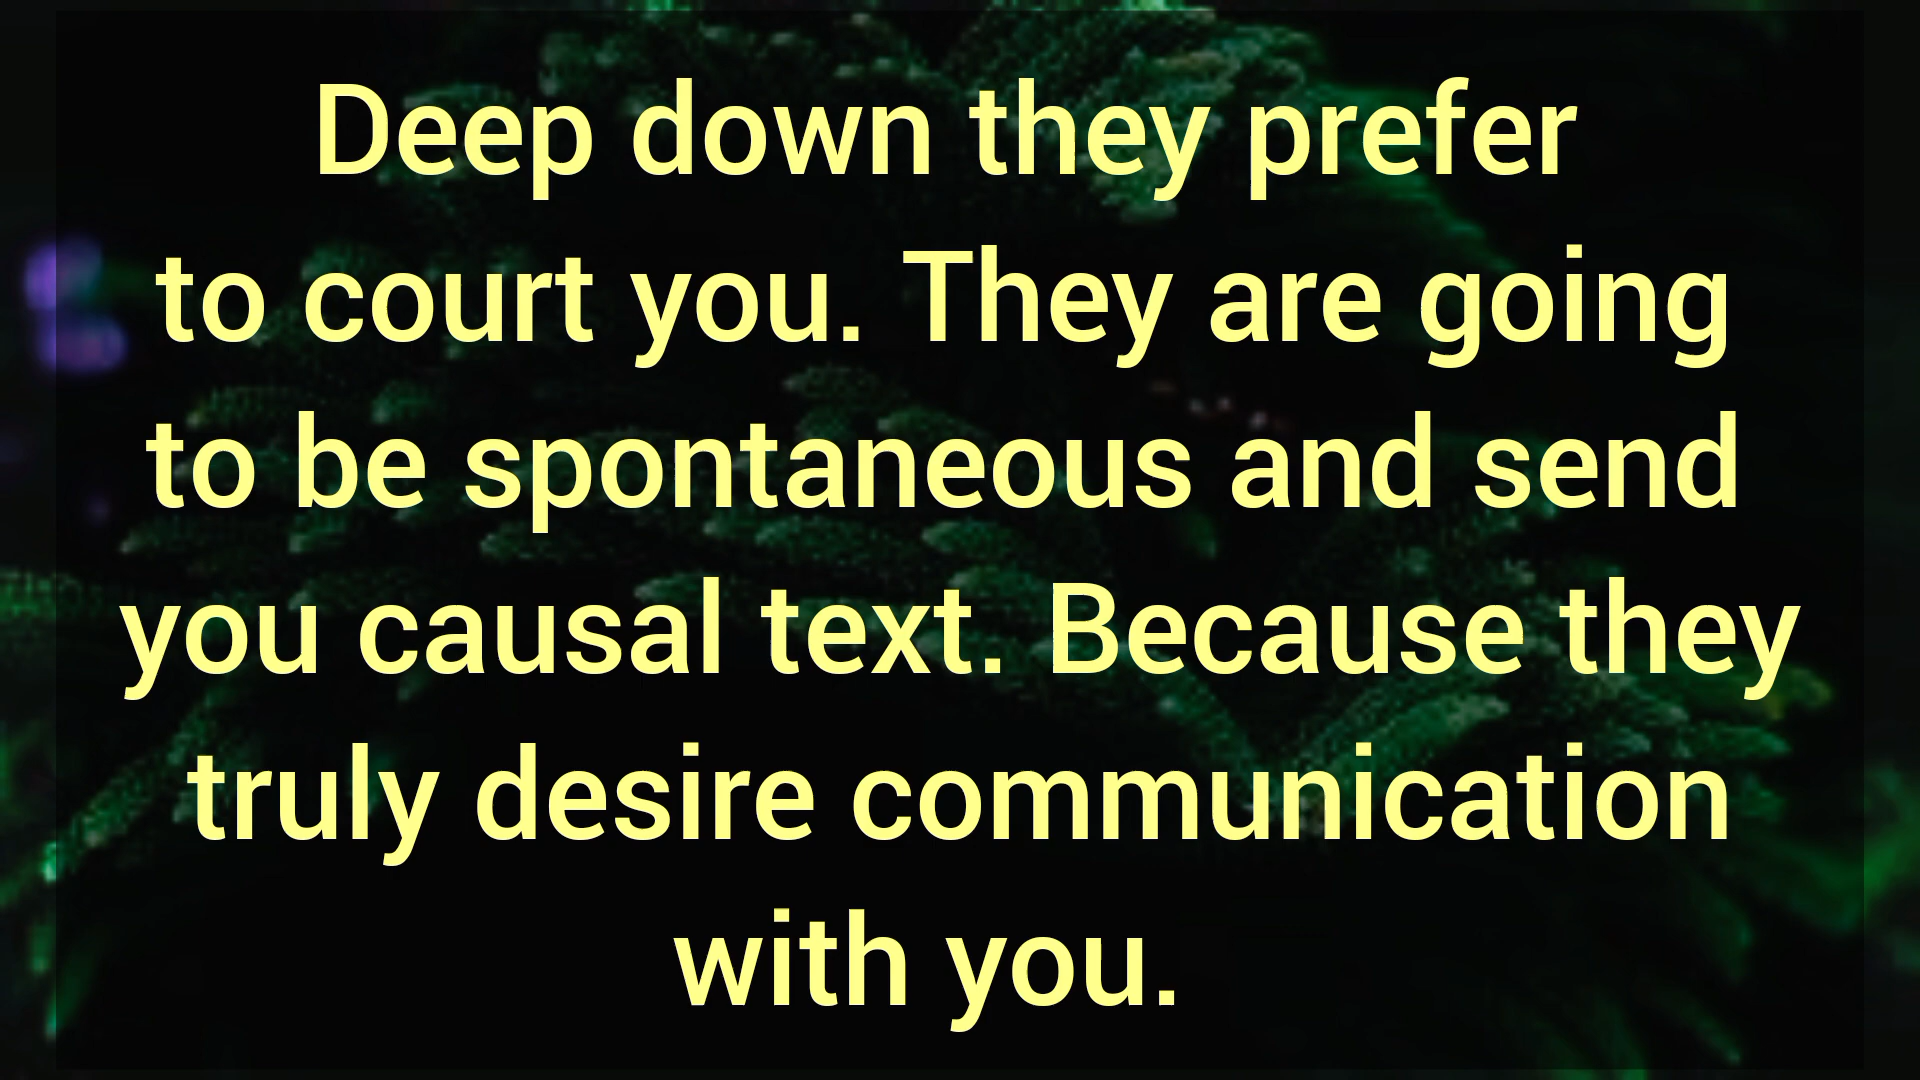 Deep down they prefer
to court you. They are going
to be spontaneous and send
you causal text. Because they
truly desire communication
with you.